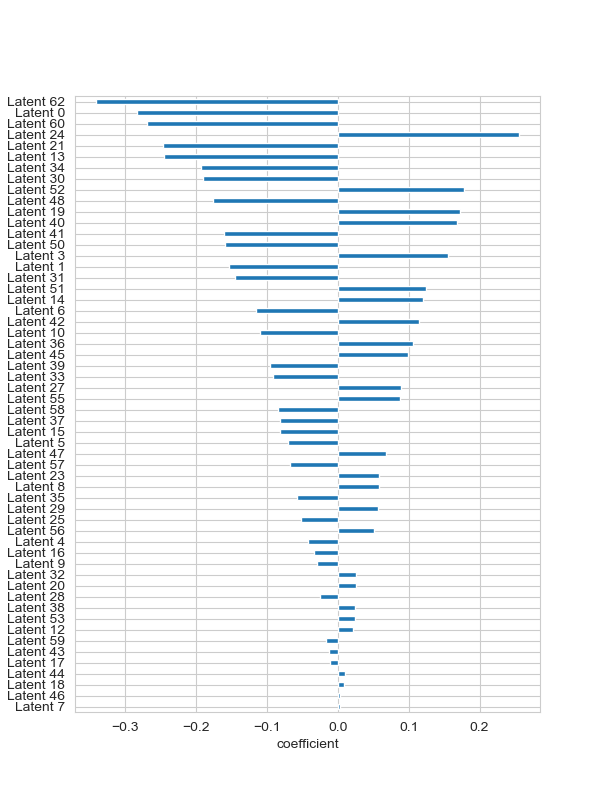 Latent 62
Latent 0
Latent 60
Latent 24
Latent 21
Latent 13
Latent 34
Latent 30
Latent 52
Latent 48
Latent 19
Latent 40
Latent 41
Latent 50
Latent 3
Latent 1
Latent 31
Latent 51
Latent 14
Latent 6
Latent 42
Latent 10
Latent 36
Latent 45
Latent 39
Latent 33
Latent 27
Latent 55
Latent 58
Latent 37
Latent 15
Latent 5
Latent 47
Latent 57
Latent 23
Latent 8
Latent 35
Latent 29
Latent 25
Latent 56
Latent 4
Latent 16
Latent 9
Latent 32
Latent 20
Latent 28
Latent 38
Latent 53
Latent 12
Latent 59
Latent 43
Latent 17
Latent 44
Latent 18
Latent 46
Latent 7
−0.3 −0.2 −0.1 0.0 0.1 0.2
coefficient